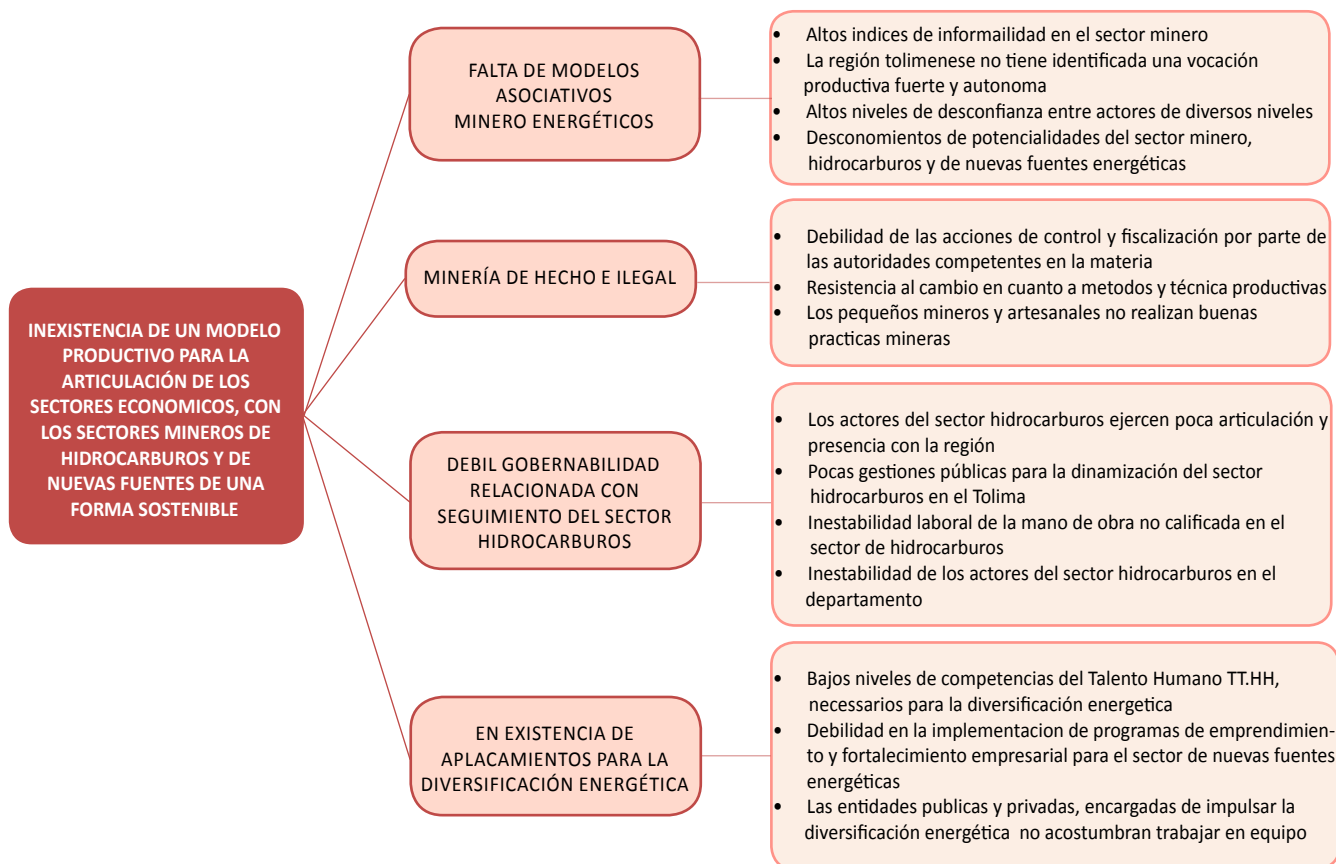 INEXISTENCIA DE UN MODELO
PRODUCTIVO PARA LA
ARTICULACIÓN DE LOS
SECTORES ECONOMICOS, CON
LOS SECTORES MINEROS DE
HIDROCARBUROS Y DE
NUEVAS FUENTES DE UNA
FORMA SOSTENIBLE
FALTA DE MODELOS
ASOCIATIVOS
MINERO ENERGÉTICOS
• Altos indices de informailidad en el sector minero
• La región tolimenese no tiene identificada una vocación
productiva fuerte y autonoma
• Altos niveles de desconfianza entre actores de diversos niveles
• Desconomientos de potencialidades del sector minero,
hidrocarburos y de nuevas fuentes energéticas
MINERÍA DE HECHO E ILEGAL
• Debilidad de las acciones de control y fiscalización por parte de
las autoridades competentes en la materia
• Resistencia al cambio en cuanto a metodos y técnica productivas
• Los pequeños mineros y artesanales no realizan buenas
practicas mineras
DEBIL GOBERNABILIDAD
RELACIONADA CON
SEGUIMIENTO DEL SECTOR
HIDROCARBUROS
• Los actores del sector hidrocarburos ejercen poca articulación y
presencia con la región
• Pocas gestiones públicas para la dinamización del sector
hidrocarburos en el Tolima
• Inestabilidad laboral de la mano de obra no calificada en el
sector de hidrocarburos
• Inestabilidad de los actores del sector hidrocarburos en el
departamento
EN EXISTENCIA DE
APLACAMIENTOS PARA LA
DIVERSIFICACIÓN ENERGÉTICA
• Bajos niveles de competencias del Talento Humano TT.HH,
necessarios para la diversificación energetica
• Debilidad en la implementacion de programas de emprendimien-
to y fortalecimiento empresarial para el sector de nuevas fuentes
energéticas
• Las entidades publicas y privadas, encargadas de impulsar la
diversificación energética no acostumbran trabajar en equipo